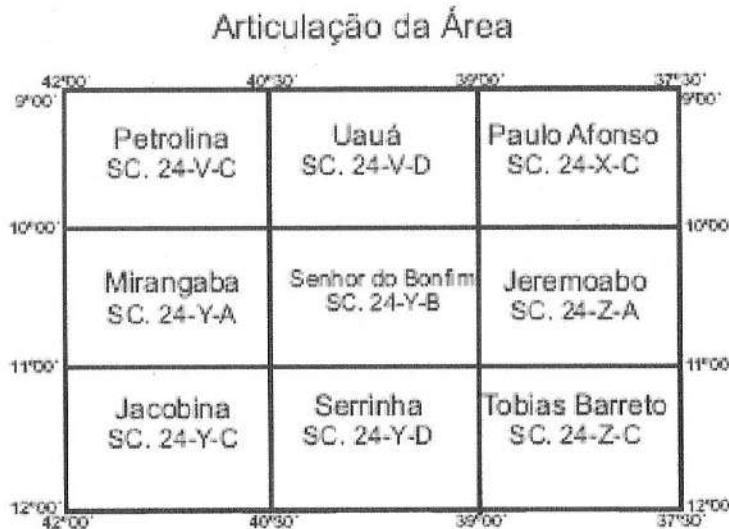 Articulação da Área
42°00' 40°30' 39°00' 37°30'
9°00' 9°00'
Petrolina Uauá Paulo Afonso
SC. 24-V-C SC. 24-V-D SC. 24-X-C
10°00' 10°00'
Mirangaba Senhor do Bonfim Jeremoabo
SC. 24-Y-A SC. 24-Y-B SC. 24-Z-A
11°00' 11°00'
Jacobina Serrinha Tobias Barreto
SC. 24-Y-C SC. 24-Y-D SC. 24-Z-C
12°00' 12°00'
42°00' 40°30' 39°00' 37°30'